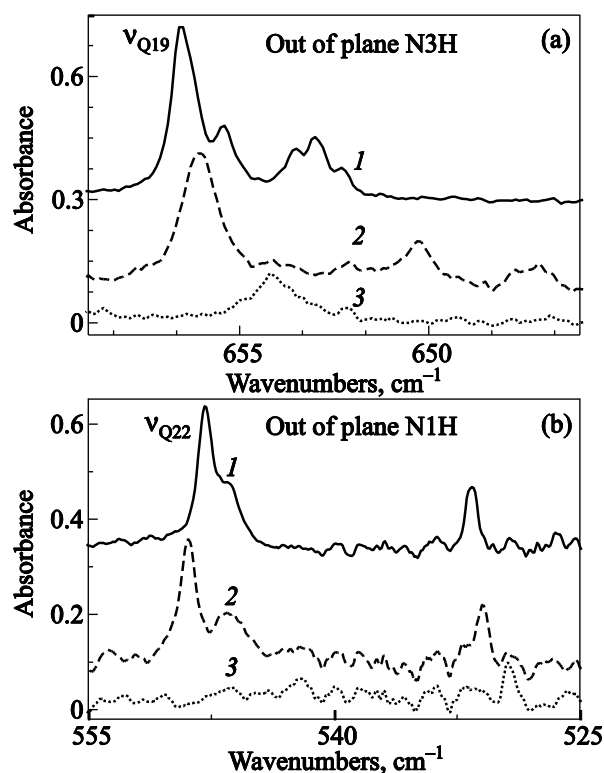 νQ19 Out of plane N3H (a)
0.6
1
Absorbance
0.3
2
3
0
655 650
Wavenumbers, cm–1
0.6
νQ22 Out of plane N1H (b)
1
0.4
Absorbance
0.2
2
3
0
555 540 525
Wavenumbers, cm–1